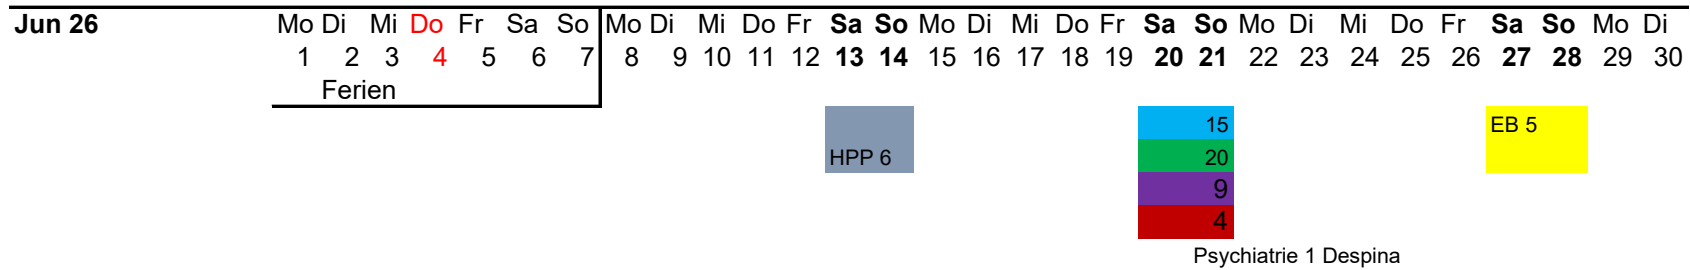 Jun 26 Mo Di Mi Do Fr Sa So Mo Di Mi Do Fr Sa So Mo Di Mi Do Fr Sa So Mo Di Mi Do Fr Sa So Mo Di
1 2 3 4 5 6 7 8 9 10 11 12 13 14 15 16 17 18 19 20 21 22 23 24 25 26 27 28 29 30
Ferien
15 EB 5
HPP 6 20
9
4
Psychiatrie 1 Despina